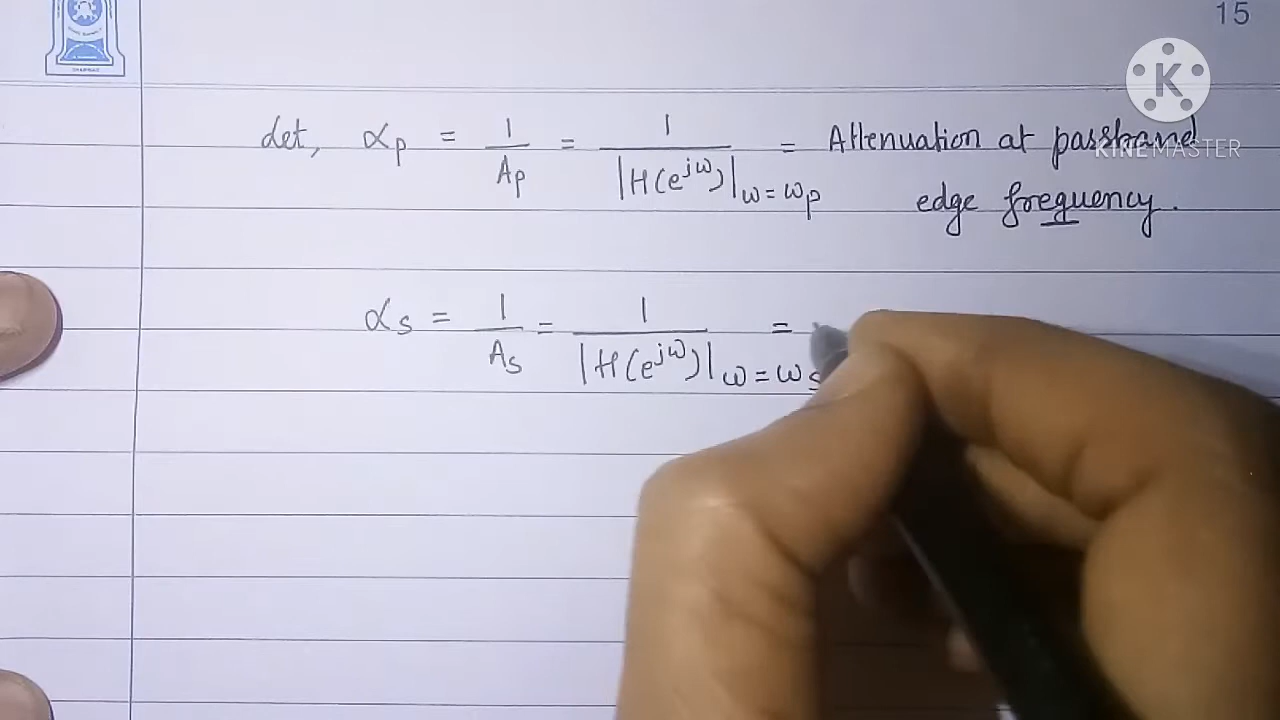 15
K
KINEMASTER
Let, αp = 1/Ap = 1/|H(e^jω)|ω=ωp = Attenuation at passband
edge frequency.
αs = 1/As = 1/|H(e^jω)|ω=ωs =